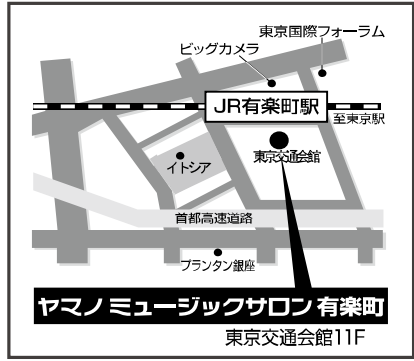 東京国際フォーラム
ビッグカメラ
JR有楽町駅
至東京駅
東京交通会館
イトシア
首都高速道路
プランタン銀座
ヤマノ ミュージックサロン 有楽町
東京交通会館11F